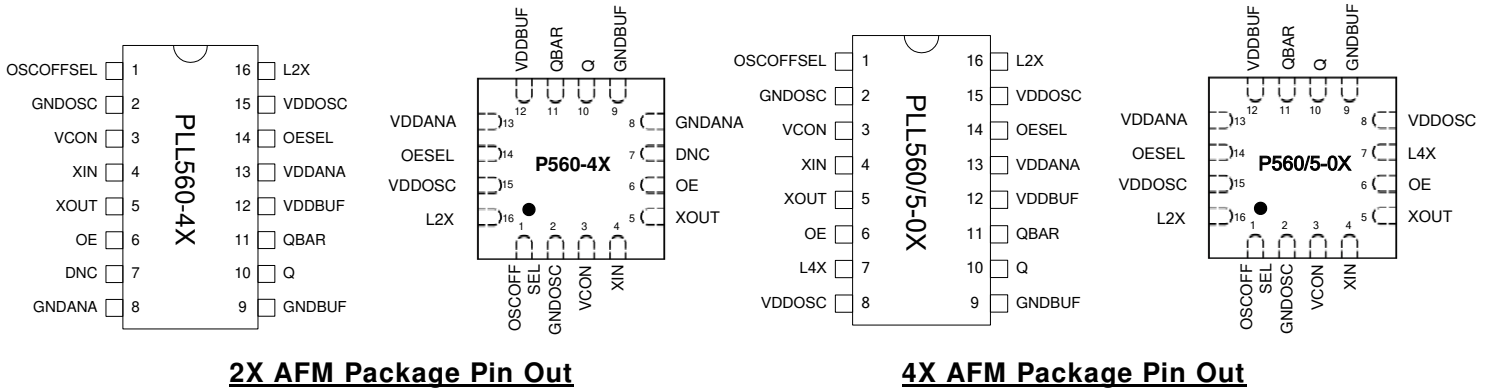 OSCOFFSEL 1 16 L2X
GNDOSC 2 15 VDDOSC
VCON 3 14 OESEL
XIN 4 13 VDDANA
XOUT 5 12 VDDBUF
OE 6 11 QBAR
DNC 7 10 Q
GNDANA 8 9 GNDBUF
PLL560-4X
VDDBUF QBAR Q GNDBUF
12 11 10 9
VDDANA 13 8 GNDANA
OESEL 14 7 DNC
P560-4X
VDDOSC 15 6 OE
L2X 16 5 XOUT
1 2 3 4
OSCOFF
SEL
GNDOSC
VCON
XIN
OSCOFFSEL 1 16 L2X
GNDOSC 2 15 VDDOSC
VCON 3 14 OESEL
XIN 4 13 VDDANA
XOUT 5 12 VDDBUF
OE 6 11 QBAR
L4X 7 10 Q
VDDOSC 8 9 GNDBUF
PLL560/5-0X
VDDBUF QBAR Q GNDBUF
12 11 10 9
VDDANA 13 8 VDDOSC
OESEL 14 7 L4X
P560/5-0X
VDDOSC 15 6 OE
L2X 16 5 XOUT
1 2 3 4
OSCOFF
SEL
GNDOSC
VCON
XIN
2X AFM Package Pin Out
4X AFM Package Pin Out